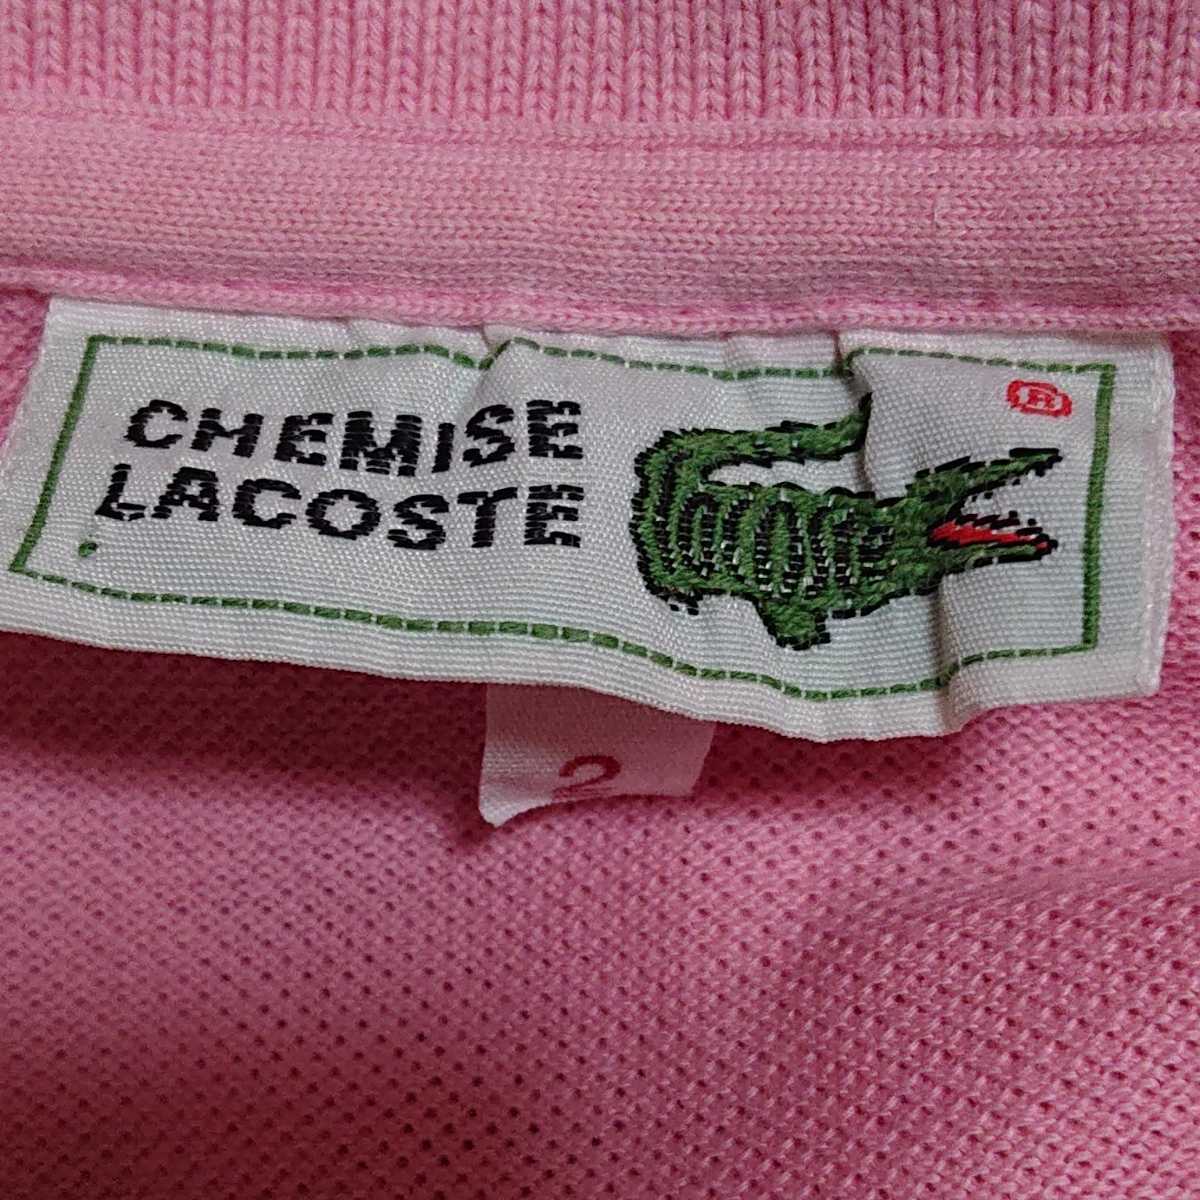 CHEMISE
LACOSTE
®
2